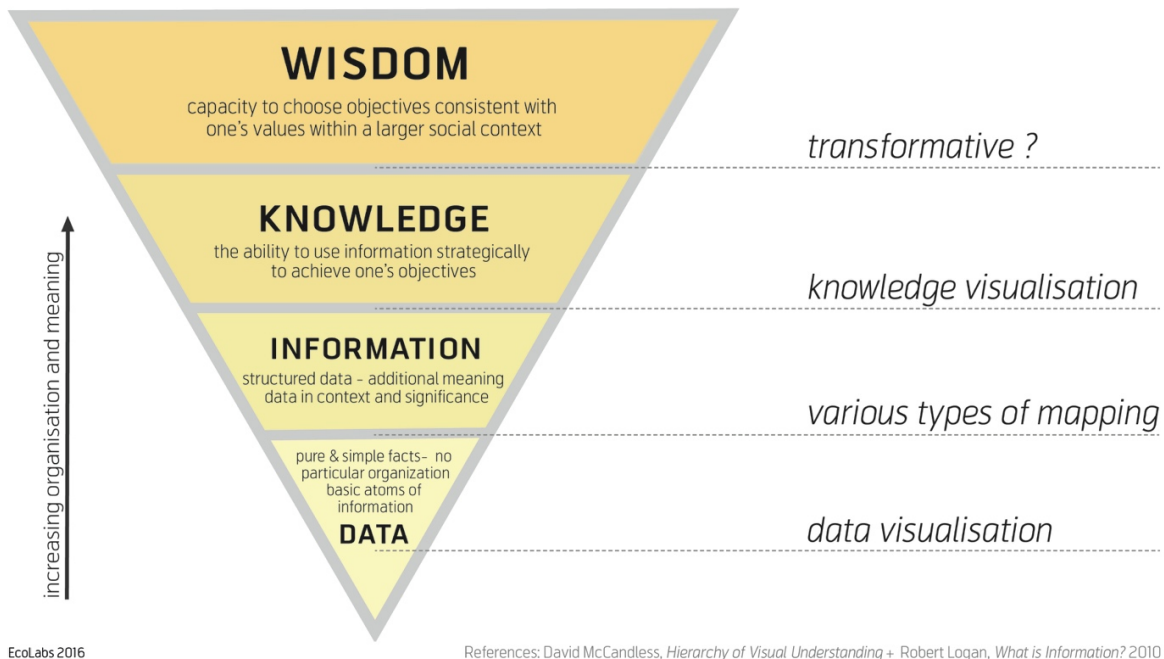 WISDOM
capacity to choose objectives consistent with
one's values within a larger social context
transformative ?
KNOWLEDGE
the ability to use information strategically
to achieve one's objectives
knowledge visualisation
INFORMATION
structured data - additional meaning
data in context and significance
various types of mapping
pure & simple facts- no
particular organization
basic atoms of
information
DATA
data visualisation
increasing organisation and meaning
EcoLabs 2016
References: David McCandless, Hierarchy of Visual Understanding + Robert Logan, What is Information? 2010